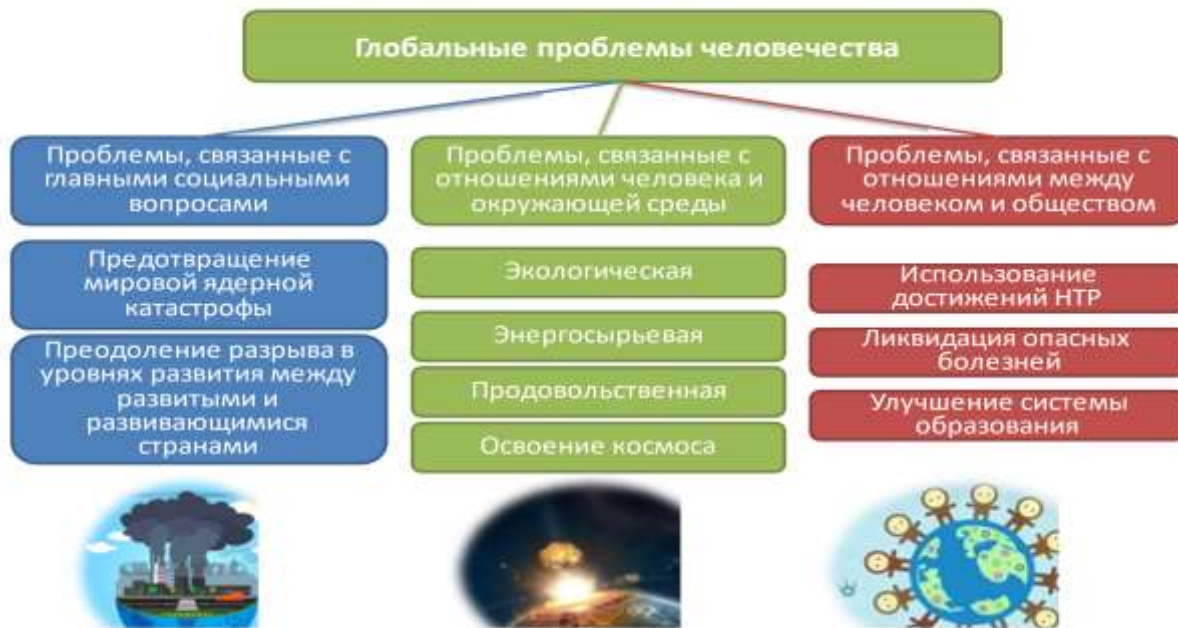 Глобальные проблемы человечества
Проблемы, связанные с
главными социальными
вопросами
Предотвращение
мировой ядерной
катастрофы
Преодоление разрыва в
уровнях развития между
развитыми и
развивающимися
странами
Проблемы, связанные с
отношениями человека и
окружающей среды
Экологическая
Энергосырьевая
Продовольственная
Освоение космоса
Проблемы, связанные с
отношениями между
человеком и обществом
Использование
достижений НТР
Ликвидация опасных
болезней
Улучшение системы
образования